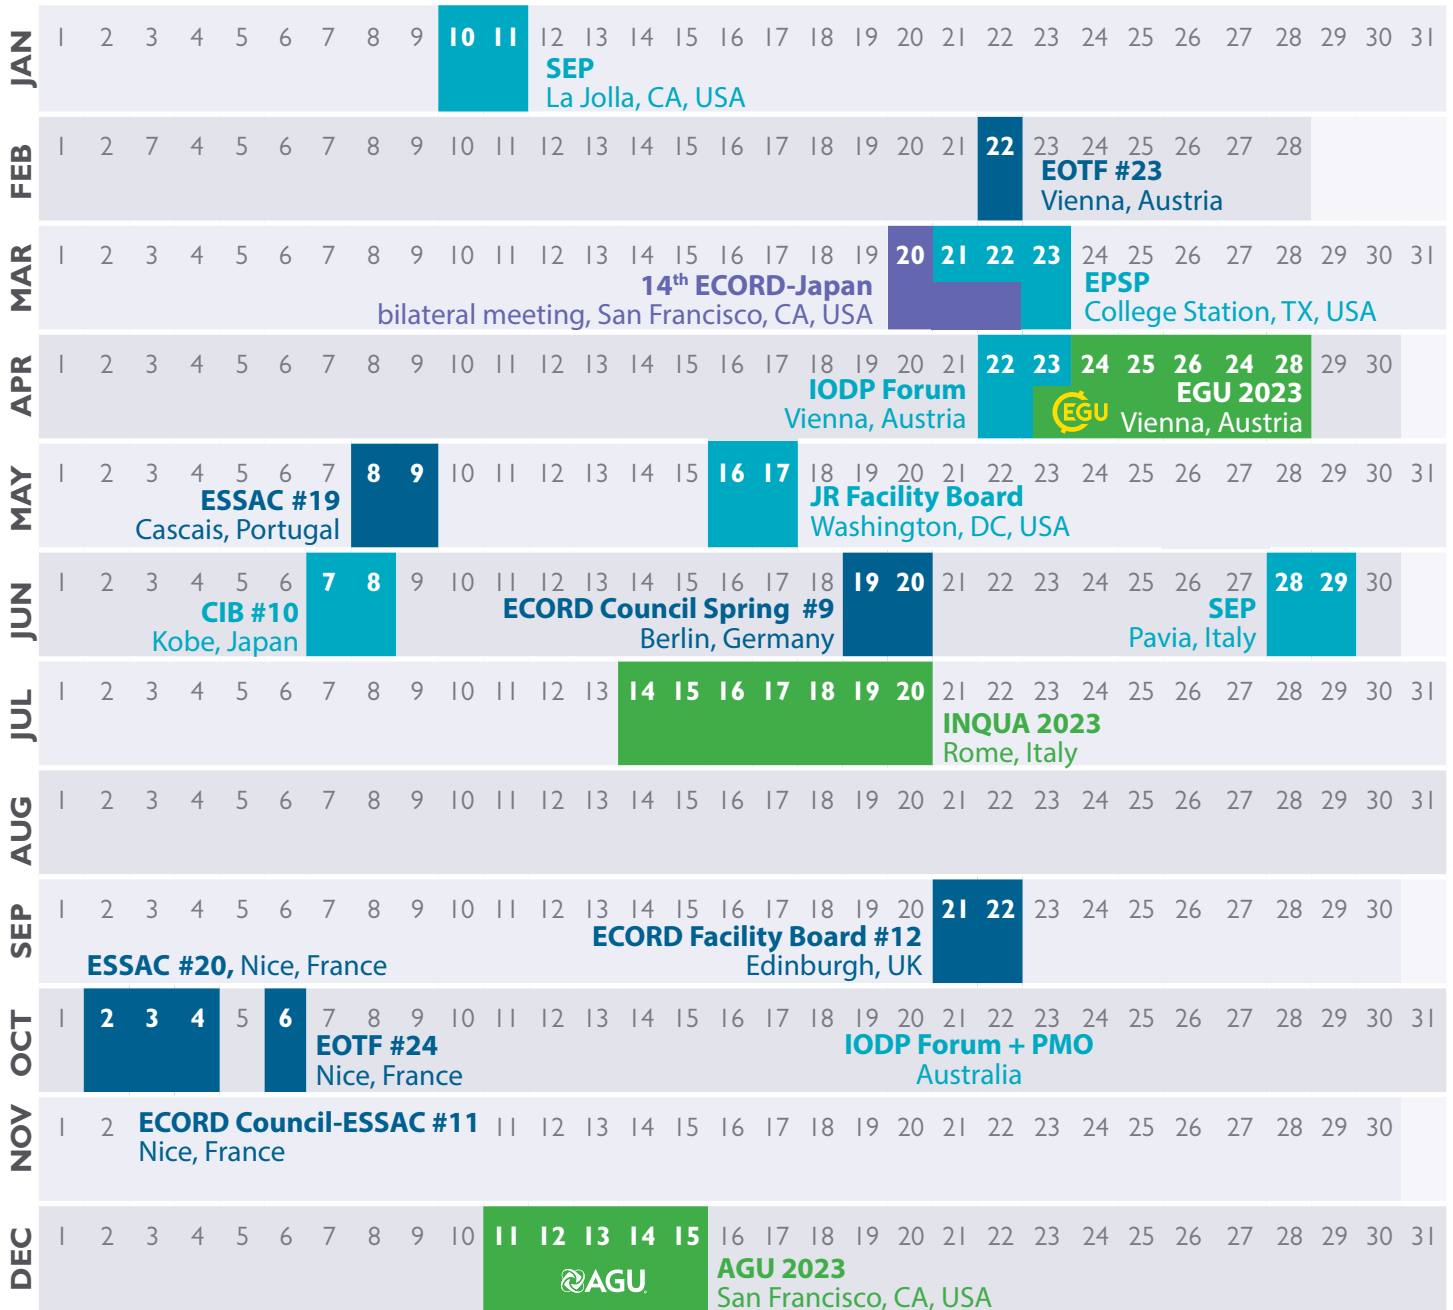 JAN 1 2 3 4 5 6 7 8 9 10 11 12 13 14 15 16 17 18 19 20 21 22 23 24 25 26 27 28 29 30 31
SEP
La Jolla, CA, USA
FEB 1 2 7 4 5 6 7 8 9 10 11 12 13 14 15 16 17 18 19 20 21 22 23 24 25 26 27 28
EOTF #23
Vienna, Austria
MAR 1 2 3 4 5 6 7 8 9 10 11 12 13 14 15 16 17 18 19 20 21 22 23 24 25 26 27 28 29 30 31
14th ECORD-Japan
bilateral meeting, San Francisco, CA, USA
EPSP
College Station, TX, USA
APR 1 2 3 4 5 6 7 8 9 10 11 12 13 14 15 16 17 18 19 20 21 22 23 24 25 26 24 28 29 30
IODP Forum
Vienna, Austria
EGU
EGU 2023
Vienna, Austria
MAY 1 2 3 4 5 6 7 8 9 10 11 12 13 14 15 16 17 18 19 20 21 22 23 24 25 26 27 28 29 30 31
ESSAC #19
Cascais, Portugal
JR Facility Board
Washington, DC, USA
JUN 1 2 3 4 5 6 7 8 9 10 11 12 13 14 15 16 17 18 19 20 21 22 23 24 25 26 27 28 29 30
CIB #10
Kobe, Japan
ECORD Council Spring #9
Berlin, Germany
SEP
Pavia, Italy
JUL 1 2 3 4 5 6 7 8 9 10 11 12 13 14 15 16 17 18 19 20 21 22 23 24 25 26 27 28 29 30 31
INQUA 2023
Rome, Italy
AUG 1 2 3 4 5 6 7 8 9 10 11 12 13 14 15 16 17 18 19 20 21 22 23 24 25 26 27 28 29 30 31
SEP 1 2 3 4 5 6 7 8 9 10 11 12 13 14 15 16 17 18 19 20 21 22 23 24 25 26 27 28 29 30
ECORD Facility Board #12
Edinburgh, UK
ESSAC #20, Nice, France
OCT 1 2 3 4 5 6 7 8 9 10 11 12 13 14 15 16 17 18 19 20 21 22 23 24 25 26 27 28 29 30 31
EOTF #24
Nice, France
IODP Forum + PMO
Australia
NOV 1 2 ECORD Council-ESSAC #11 11 12 13 14 15 16 17 18 19 20 21 22 23 24 25 26 27 28 29 30
Nice, France
DEC 1 2 3 4 5 6 7 8 9 10 11 12 13 14 15 16 17 18 19 20 21 22 23 24 25 26 27 28 29 30 31
AGU
AGU 2023
San Francisco, CA, USA